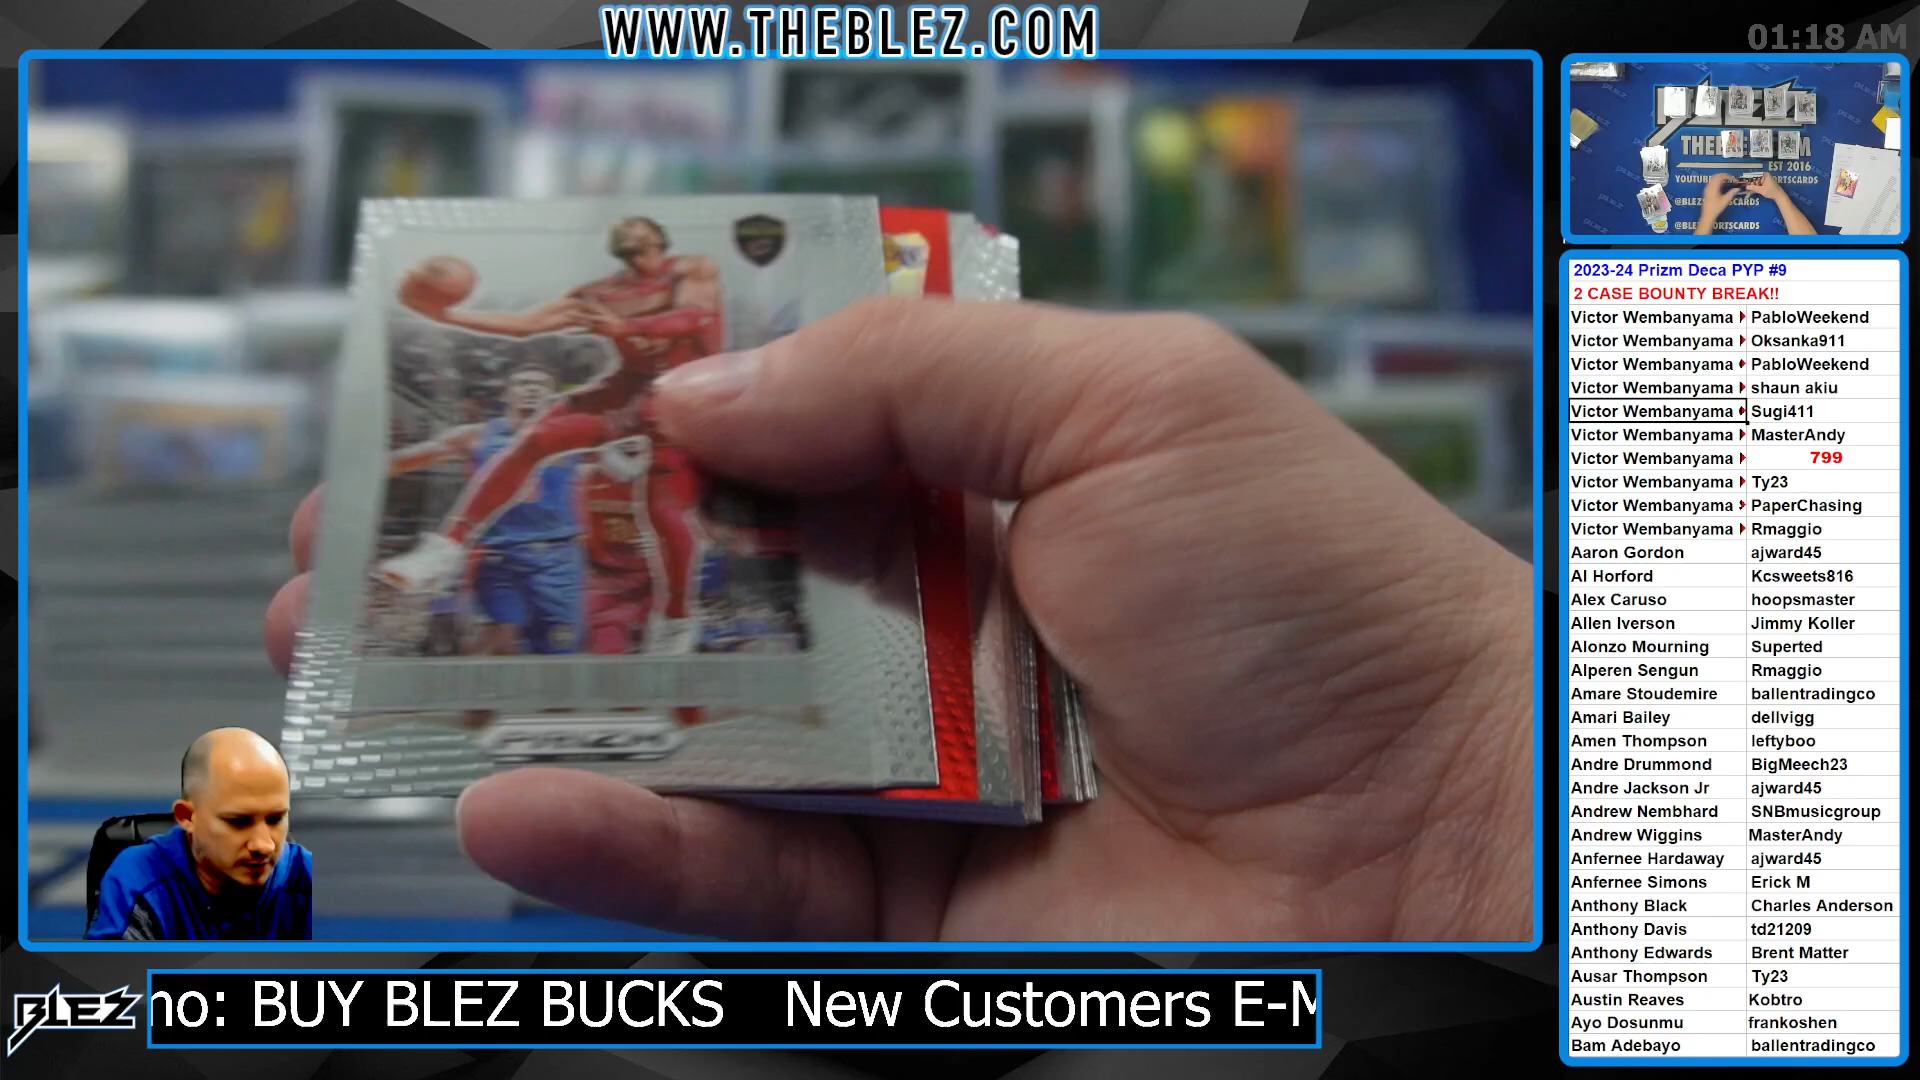 WWW.THEBLEZ.COM
01:18 AM
EST 2016
2023-24 Prizm Deca PYP #9
2 CASE BOUNTY BREAK!!
Victor Wembanyama PabloWeekend
Victor Wembanyama Oksanka911
Victor Wembanyama PabloWeekend
Victor Wembanyama shaun akiu
Victor Wembanyama Sugi411
Victor Wembanyama MasterAndy
Victor Wembanyama 799
Victor Wembanyama Ty23
Victor Wembanyama PaperChasing
Victor Wembanyama Rmaggio
Aaron Gordon ajward45
Al Horford Kcsweets816
Alex Caruso hoopsmaster
Allen Iverson Jimmy Koller
Alonzo Mourning Superted
Alperen Sengun Rmaggio
Amare Stoudemire ballentradingco
Amari Bailey dellvigg
Amen Thompson leftyboo
Andre Drummond BigMeech23
Andre Jackson Jr ajward45
Andrew Nembhard SNBmusicgroup
Andrew Wiggins MasterAndy
Anfernee Hardaway ajward45
Anfernee Simons Erick M
Anthony Black Charles Anderson
Anthony Davis td21209
Anthony Edwards Brent Matter
Ausar Thompson Ty23
Austin Reaves Kobtro
Ayo Dosunmu frankoshen
Bam Adebayo ballentradingco
PRIZM
BLEZ
no: BUY BLEZ BUCKS New Customers E-M